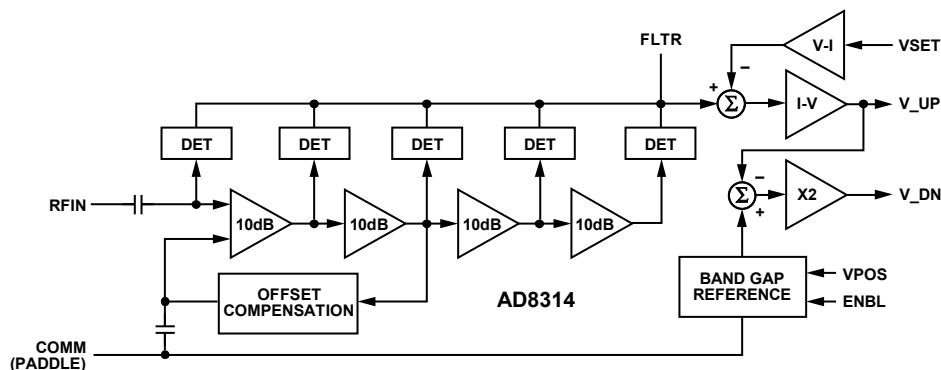 FLTR
V-I
VSET
+
–
Σ
I-V
V_UP
DET
DET
DET
DET
DET
RFIN
10dB
10dB
10dB
10dB
–
Σ
+
X2
V_DN
OFFSET
COMPENSATION
AD8314
BAND GAP
REFERENCE
VPOS
ENBL
COMM
(PADDLE)